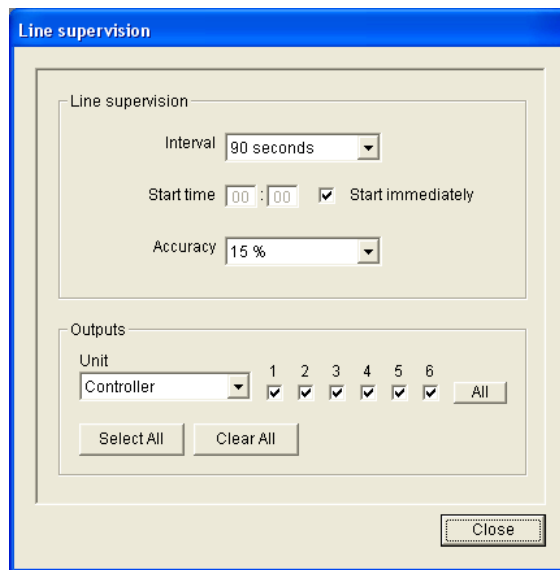 Line supervision
Line supervision
Interval 90 seconds
Start time 00 : 00 Start immediately
Accuracy 15 %
Outputs
Unit
1 2 3 4 5 6
Controller All
Select All Clear All
Close